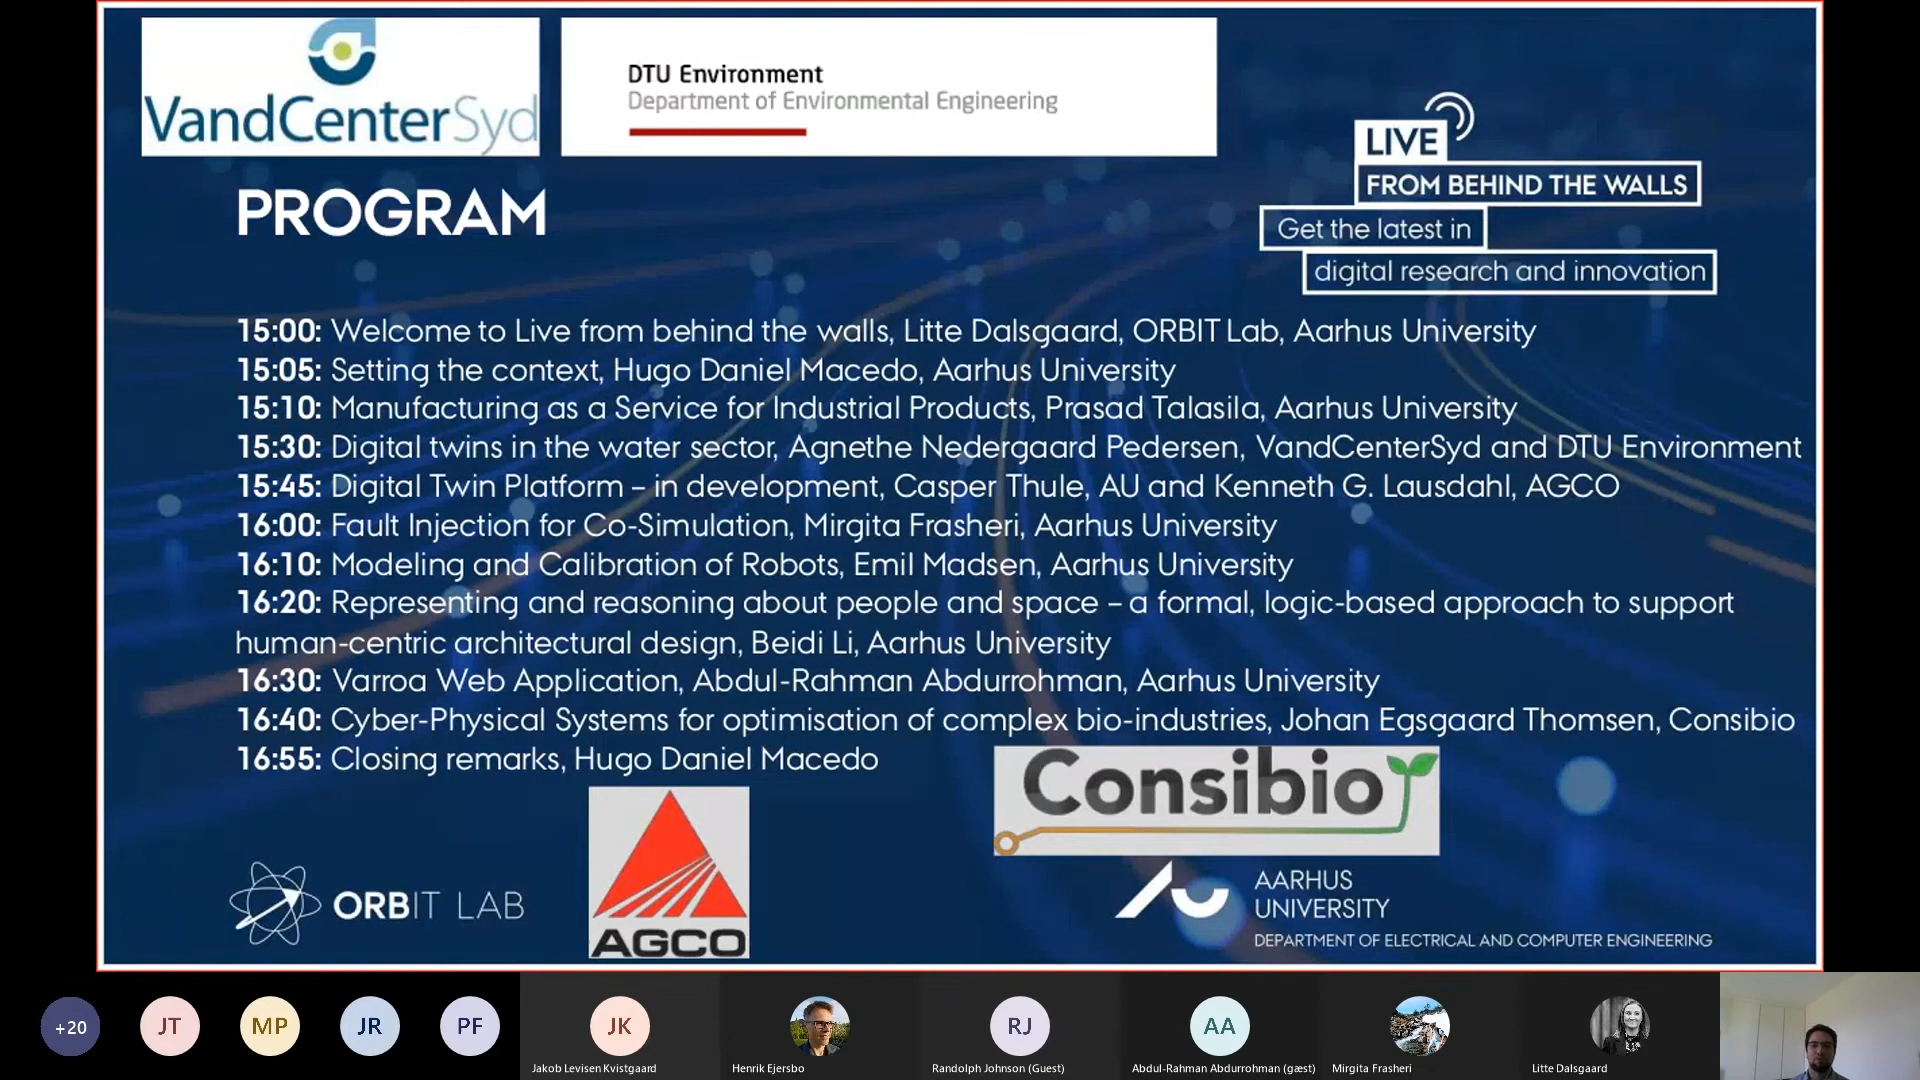 VandCenterSyd
DTU Environment
Department of Environmental Engineering
LIVE
FROM BEHIND THE WALLS
Get the latest in
digital research and innovation
PROGRAM
15:00: Welcome to Live from behind the walls, Litte Dalsgaard, ORBIT Lab, Aarhus University
15:05: Setting the context, Hugo Daniel Macedo, Aarhus University
15:10: Manufacturing as a Service for Industrial Products, Prasad Talasila, Aarhus University
15:30: Digital twins in the water sector, Agnethe Nedergaard Pedersen, VandCenterSyd and DTU Environment
15:45: Digital Twin Platform – in development, Casper Thule, AU and Kenneth G. Lausdahl, AGCO
16:00: Fault Injection for Co-Simulation, Mirgita Frasheri, Aarhus University
16:10: Modeling and Calibration of Robots, Emil Madsen, Aarhus University
16:20: Representing and reasoning about people and space – a formal, logic-based approach to support
human-centric architectural design, Beidi Li, Aarhus University
16:30: Varroa Web Application, Abdul-Rahman Abdurrohman, Aarhus University
16:40: Cyber-Physical Systems for optimisation of complex bio-industries, Johan Egsgaard Thomsen, Consibio
16:55: Closing remarks, Hugo Daniel Macedo
Consibio
ORBIT LAB
AGCO
AARHUS
UNIVERSITY
DEPARTMENT OF ELECTRICAL AND COMPUTER ENGINEERING
+20
JT
MP
JR
PF
JK
RJ
AA
Jakob Levisen Kvistgaard
Henrik Ejersbo
Randolph Johnson (Guest)
Abdul-Rahman Abdurrohman (gæst)
Mirgita Frasheri
Litte Dalsgaard